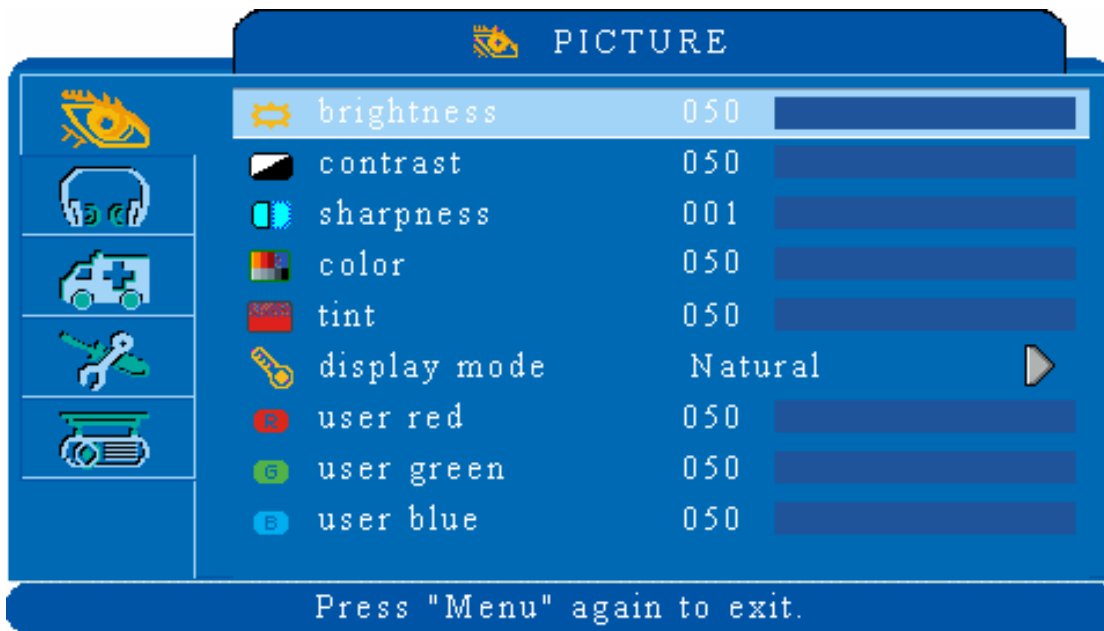 PICTURE
brightness 050
contrast 050
sharpness 001
color 050
tint 050
display mode Natural
R user red 050
G user green 050
B user blue 050
Press "Menu" again to exit.